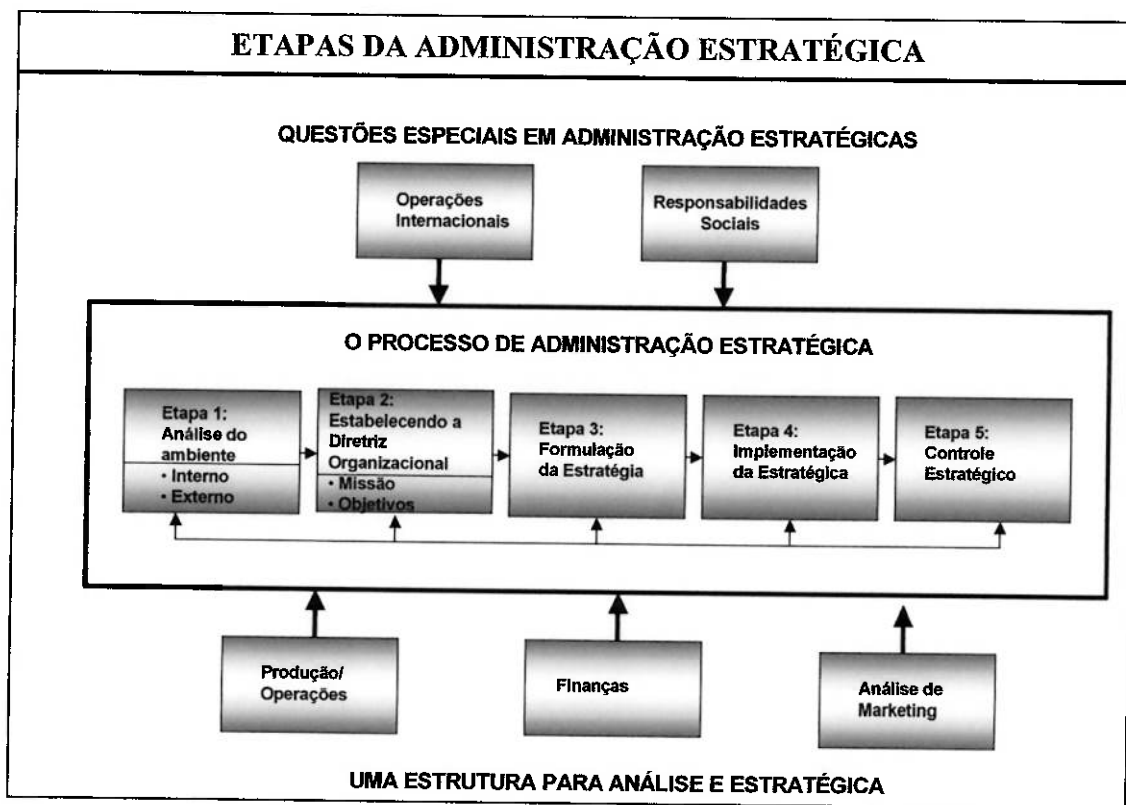 ETAPAS DA ADMINISTRAÇÃO ESTRATÉGICA
QUESTÕES ESPECIAIS EM ADMINISTRAÇÃO ESTRATÉGICAS
Operações
Internacionais
Responsabilidades
Sociais
O PROCESSO DE ADMINISTRAÇÃO ESTRATÉGICA
Etapa 1:
Análise do
ambiente
• Interno
• Externo
Etapa 2:
Estabelecendo a
Diretriz
Organizacional
• Missão
• Objetivos
Etapa 3:
Formulação
da Estratégia
Etapa 4:
Implementação
da Estratégica
Etapa 5:
Controle
Estratégico
Produção/
Operações
Finanças
Análise de
Marketing
UMA ESTRUTURA PARA ANÁLISE E ESTRATÉGICA